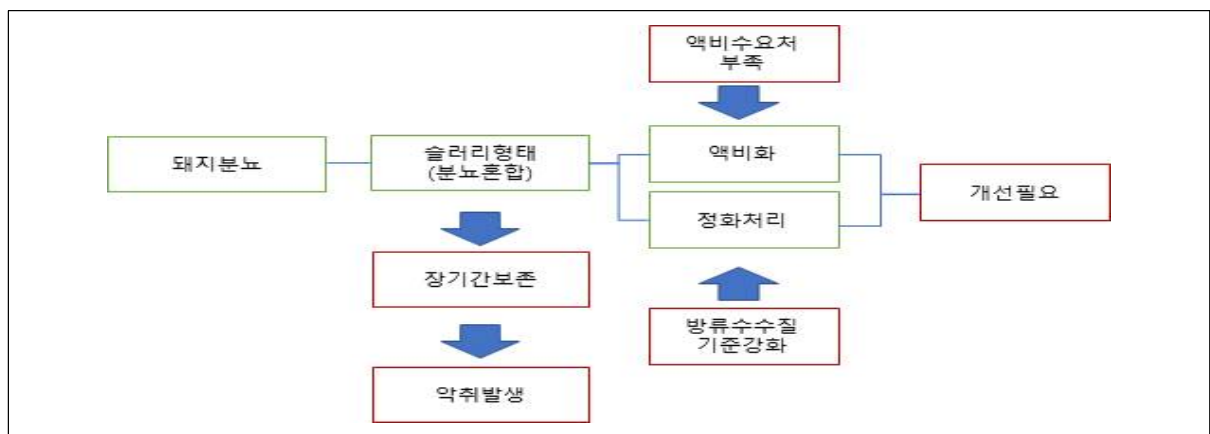 액비수요처
부족
돼지분뇨
슬러리형태
(분뇨혼합)
액비화
정화처리
개선필요
장기간보존
방류수수질
기준강화
악취발생